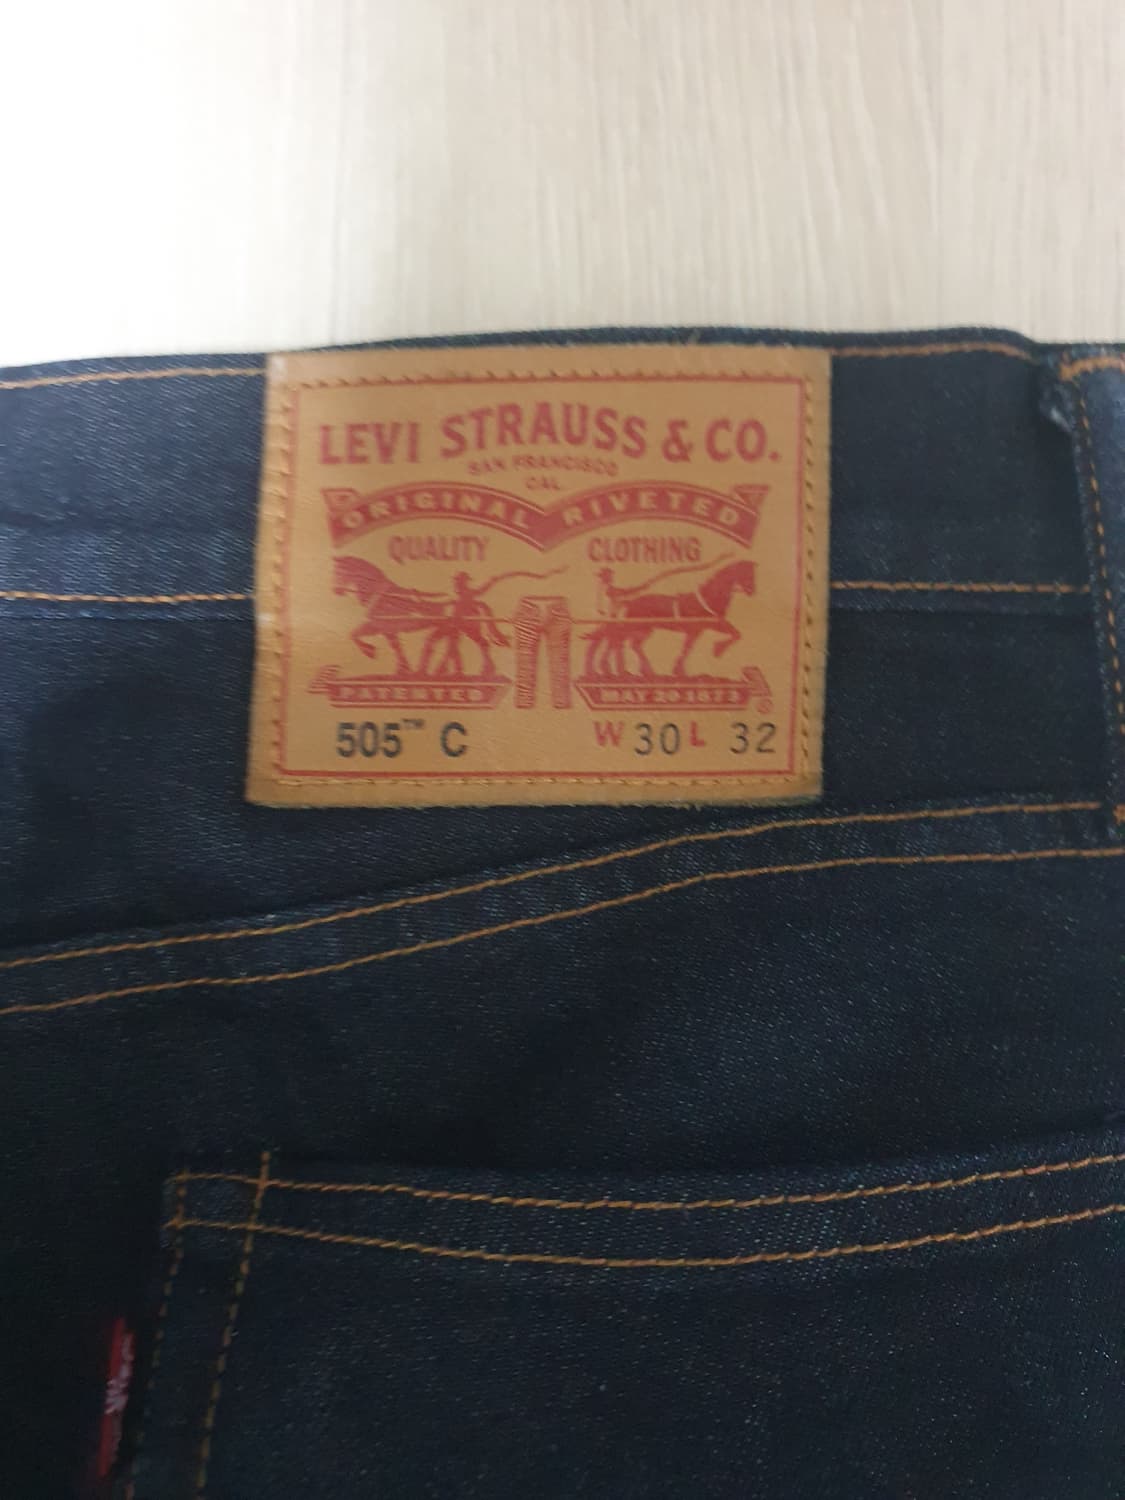 LEVI STRAUSS & CO.
SAN FRANCISCO
CAL.
ORIGINAL RIVETED
QUALITY CLOTHING
PATENTED MAY 20 1873
505™ C W 30 L 32